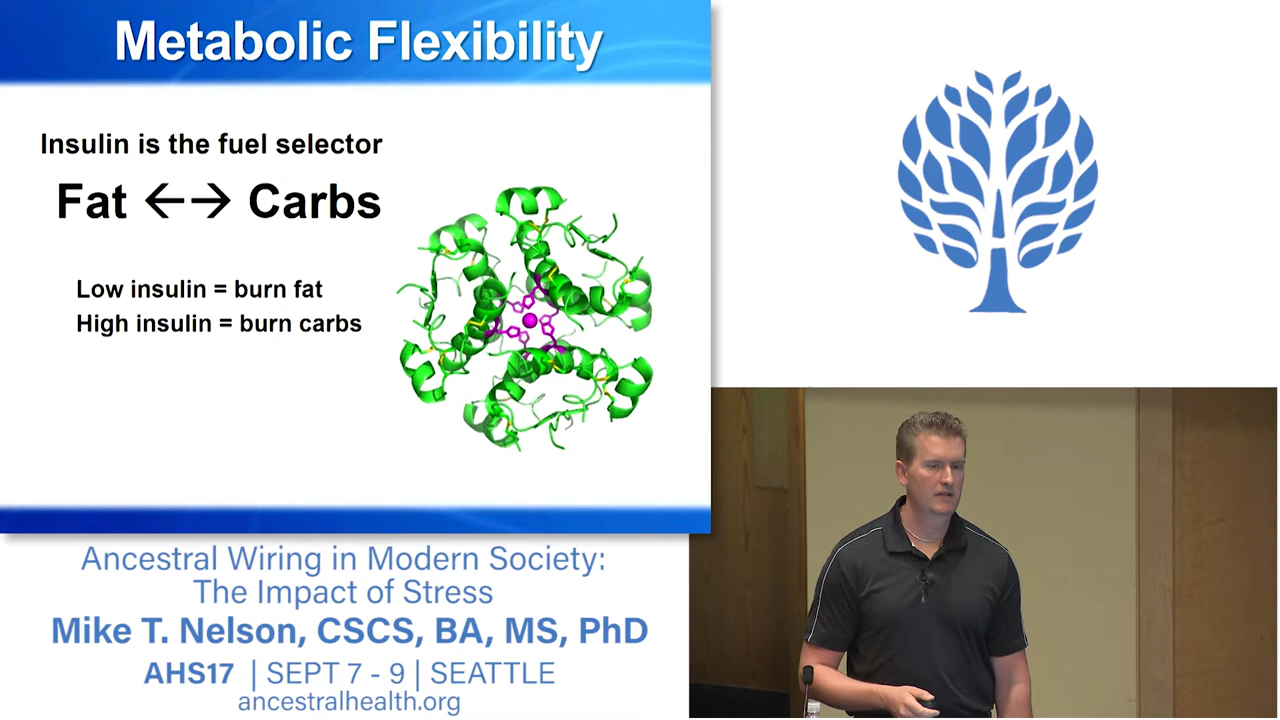 Metabolic Flexibility
Insulin is the fuel selector
Fat ←→ Carbs
Low insulin = burn fat
High insulin = burn carbs
Ancestral Wiring in Modern Society:
The Impact of Stress
Mike T. Nelson, CSCS, BA, MS, PhD
AHS17 | SEPT 7 - 9 | SEATTLE
ancestralhealth.org